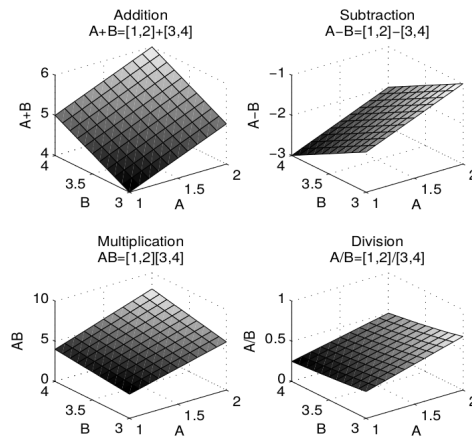 Addition
A+B=[1,2]+[3,4]
6
5
4
A+B
4
3.5
3
B
1
1.5
2
A
Subtraction
A−B=[1,2]−[3,4]
−1
−2
−3
A−B
4
3.5
3
B
1
1.5
2
A
Multiplication
AB=[1,2][3,4]
10
5
0
AB
4
3.5
3
B
1
1.5
2
A
Division
A/B=[1,2]/[3,4]
1
0.5
0
A/B
4
3.5
3
B
1
1.5
2
A